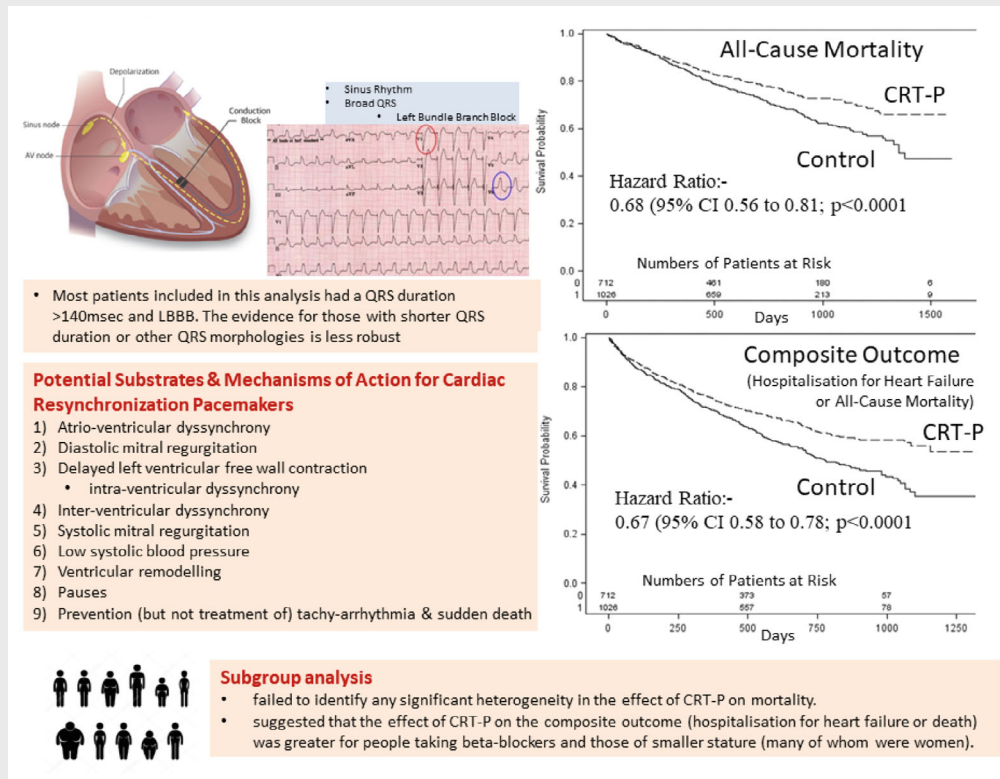 Depolarization
Sinus node
AV node
Conduction
Block
• Sinus Rhythm
• Broad QRS
• Left Bundle Branch Block
• Most patients included in this analysis had a QRS duration
>140msec and LBBB. The evidence for those with shorter QRS
duration or other QRS morphologies is less robust
Potential Substrates & Mechanisms of Action for Cardiac
Resynchronization Pacemakers
1) Atrio-ventricular dyssynchrony
2) Diastolic mitral regurgitation
3) Delayed left ventricular free wall contraction
• intra-ventricular dyssynchrony
4) Inter-ventricular dyssynchrony
5) Systolic mitral regurgitation
6) Low systolic blood pressure
7) Ventricular remodelling
8) Pauses
9) Prevention (but not treatment of) tachy-arrhythmia & sudden death
All-Cause Mortality
CRT-P
Control
Hazard Ratio:-
0.68 (95% CI 0.56 to 0.81; p<0.0001
Survival Probability
1.0
0.8
0.6
0.4
0.2
0.0
Numbers of Patients at Risk
0 712 461 180 6
1 1026 659 213 9
0 500 1000 1500
Days
Composite Outcome
(Hospitalisation for Heart Failure
or All-Cause Mortality)
CRT-P
Control
Hazard Ratio:-
0.67 (95% CI 0.58 to 0.78; p<0.0001
Survival Probability
1.0
0.8
0.6
0.4
0.2
0.0
Numbers of Patients at Risk
0 712 373 57
1 1026 557 78
0 250 500 750 1000 1250
Days
Subgroup analysis
• failed to identify any significant heterogeneity in the effect of CRT-P on mortality.
• suggested that the effect of CRT-P on the composite outcome (hospitalisation for heart failure or death)
was greater for people taking beta-blockers and those of smaller stature (many of whom were women).